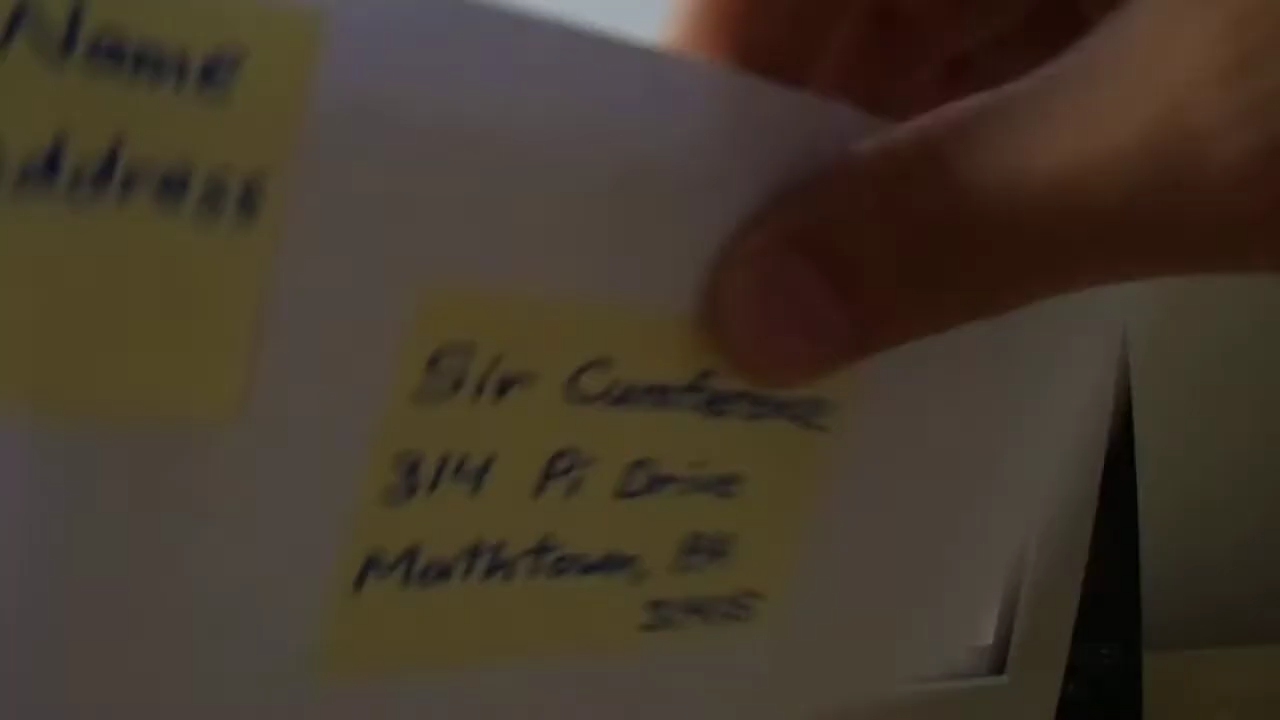 Name
Address
Sir Cumference
314 Pi Drive
Mathtown,